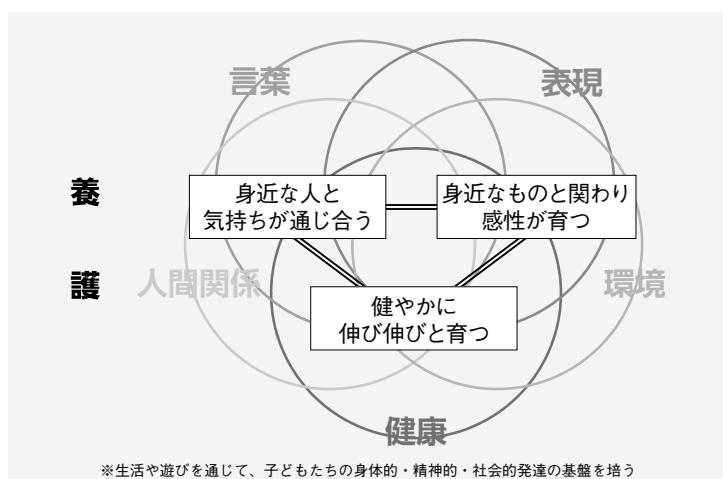 言葉
表現
養
身近な人と
気持ちが通じ合う
身近なものと関わり
感性が育つ
護
人間関係
環境
健やかに
伸び伸びと育つ
健康
※生活や遊びを通じて、子どもたちの身体的・精神的・社会的発達の基盤を培う